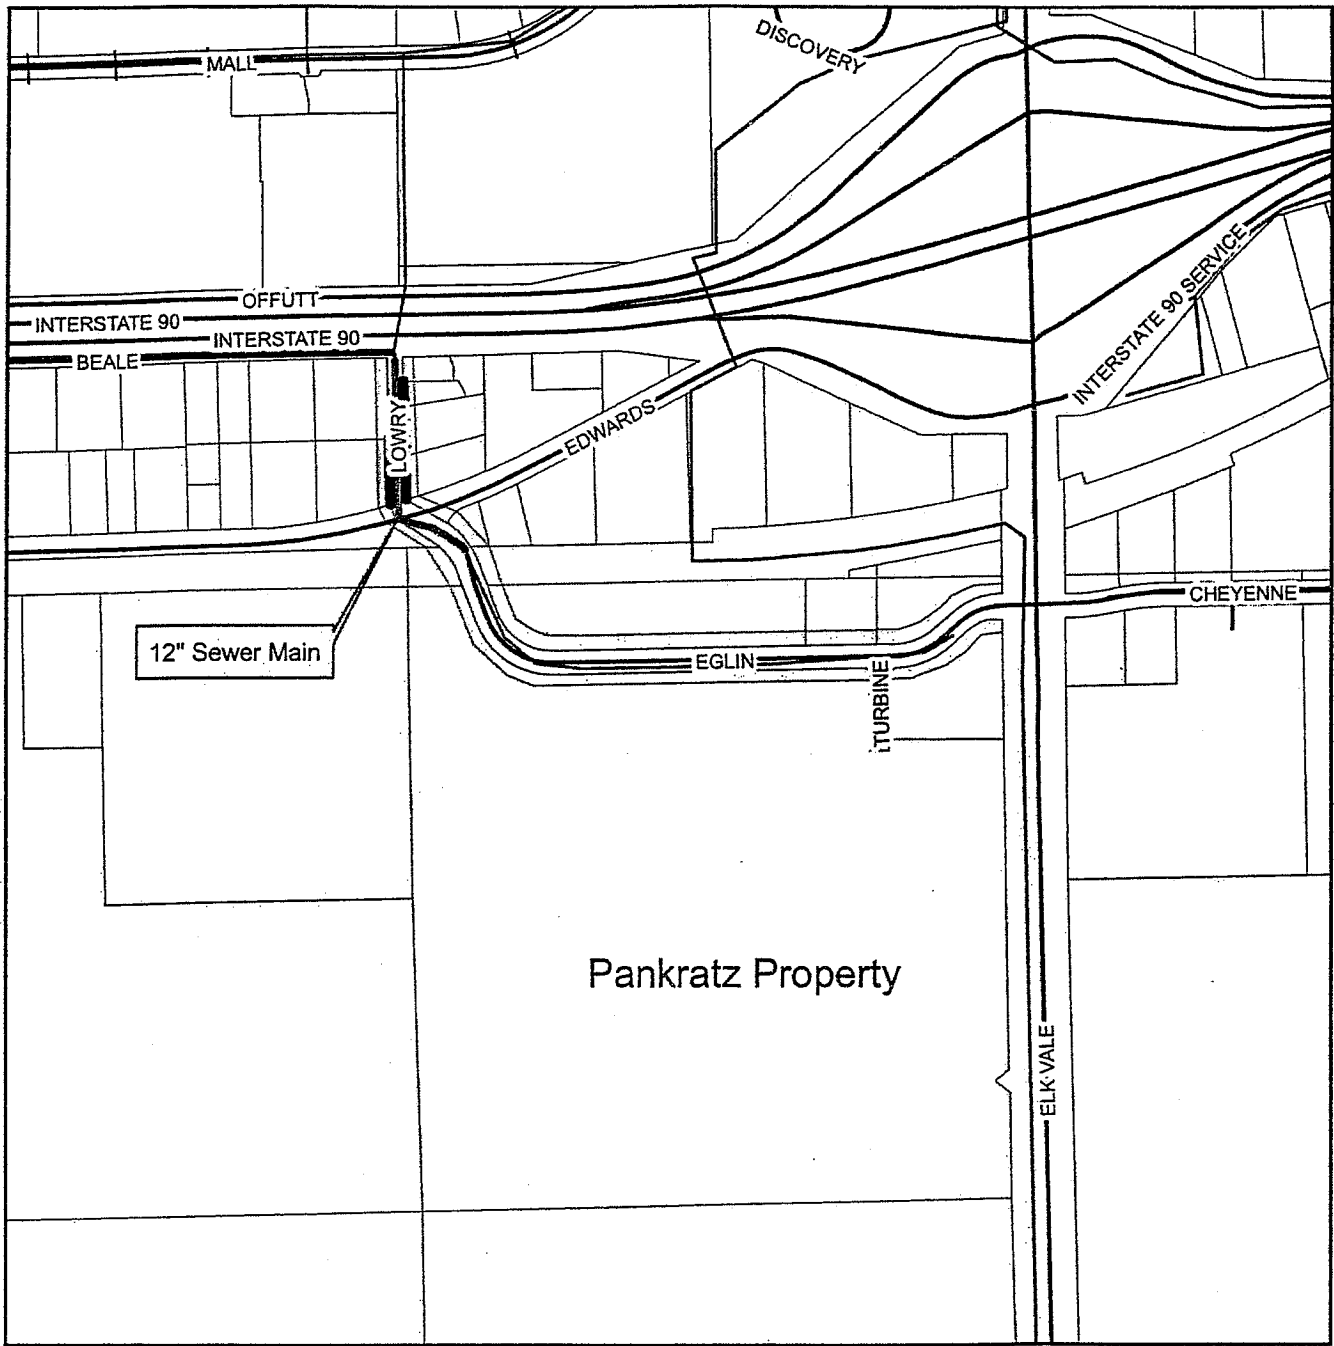 DISCOVERY
MALL
OFFUTT
INTERSTATE 90
INTERSTATE 90
BEALE
INTERSTATE 90 SERVICE
LOWRY
EDWARDS
CHEYENNE
12" Sewer Main
EGLIN
TURBINE
Pankratz Property
ELK VALE